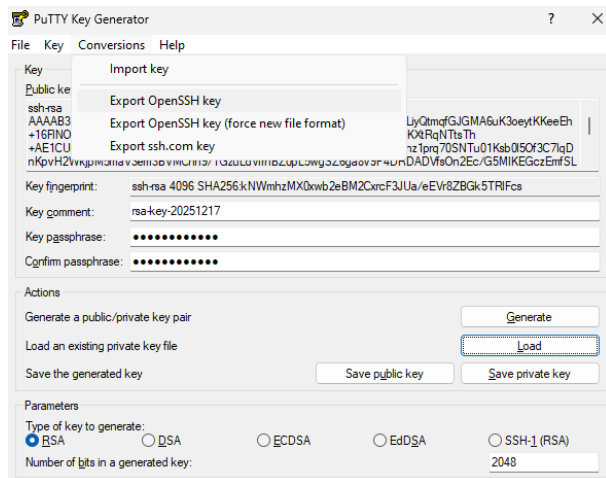 PuTTY Key Generator ? ×
File Key Conversions Help
Key
Import key
Public ke
Export OpenSSH key
ssh-rsa
AAAAB3 LiyQtmqfGJGMA6uK3oeytKKeeEh
Export OpenSSH key (force new file format)
+16FlNO KXtRqNTtsTh
+AE1CU nz1prq70SNTu01Ksb0I5Of3C7lqD
Export ssh.com key
Key fingerprint: ssh-rsa 4096 SHA256:kNWmhzMX0xwb2eBM2CxrcF3JUa/eEVr8ZBGk5TRIFcs
Key comment: rsa-key-20251217
Key passphrase: ●●●●●●●●●●●●
Confirm passphrase: ●●●●●●●●●●●●
Actions
Generate a public/private key pair Generate
Load an existing private key file Load
Save the generated key Save public key Save private key
Parameters
Type of key to generate:
RSA DSA ECDSA EdDSA SSH-1 (RSA)
Number of bits in a generated key: 2048